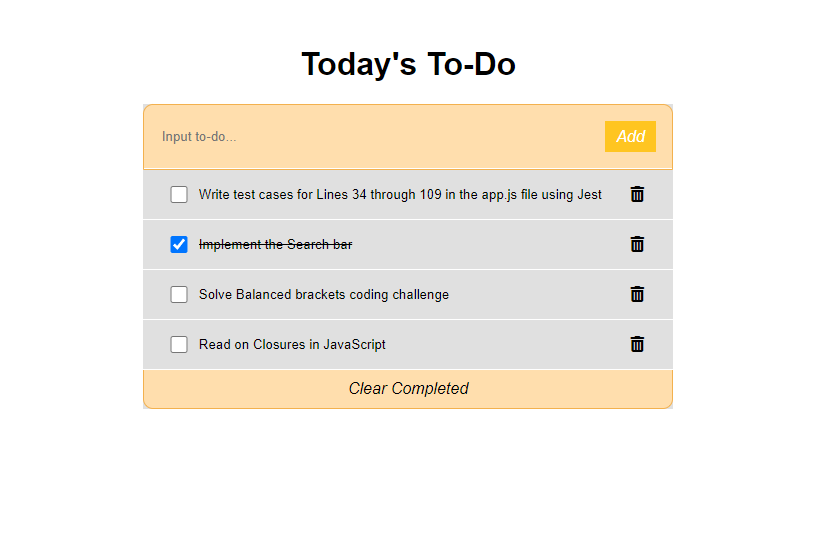 Today's To-Do
Input to-do...
Add
Write test cases for Lines 34 through 109 in the app.js file using Jest
Implement the Search bar
Solve Balanced brackets coding challenge
Read on Closures in JavaScript
Clear Completed